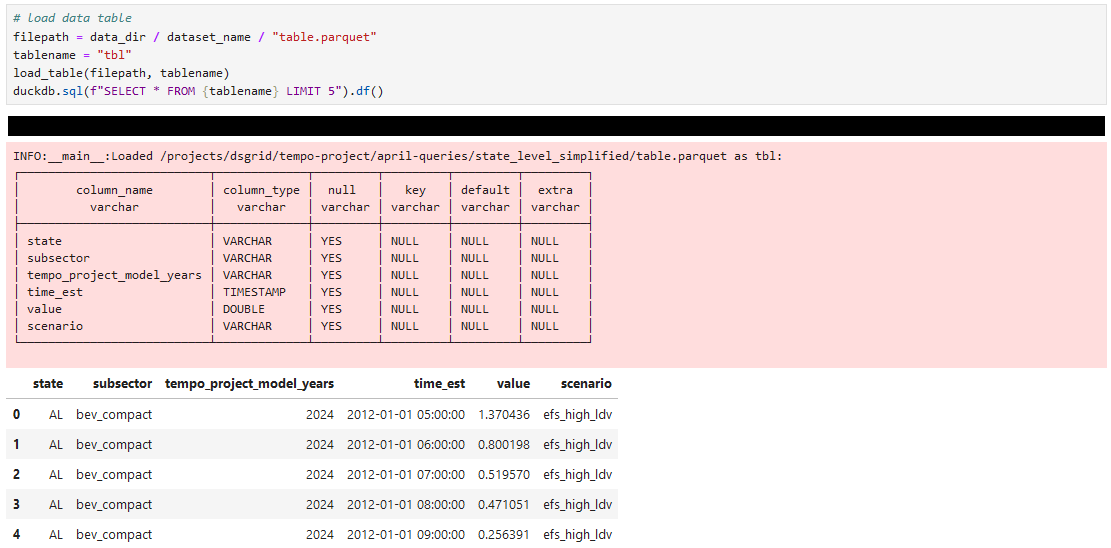 # load data table
filepath = data_dir / dataset_name / "table.parquet"
tablename = "tbl"
load_table(filepath, tablename)
duckdb.sql(f"SELECT * FROM {tablename} LIMIT 5").df()
INFO:__main__:Loaded /projects/dsgrid/tempo-project/april-queries/state_level_simplified/table.parquet as tbl:
column_name column_type null key default extra
varchar varchar varchar varchar varchar varchar
state VARCHAR YES NULL NULL NULL
subsector VARCHAR YES NULL NULL NULL
tempo_project_model_years VARCHAR YES NULL NULL NULL
time_est TIMESTAMP YES NULL NULL NULL
value DOUBLE YES NULL NULL NULL
scenario VARCHAR YES NULL NULL NULL
state subsector tempo_project_model_years time_est value scenario
0 AL bev_compact 2024 2012-01-01 05:00:00 1.370436 efs_high_ldv
1 AL bev_compact 2024 2012-01-01 06:00:00 0.800198 efs_high_ldv
2 AL bev_compact 2024 2012-01-01 07:00:00 0.519570 efs_high_ldv
3 AL bev_compact 2024 2012-01-01 08:00:00 0.471051 efs_high_ldv
4 AL bev_compact 2024 2012-01-01 09:00:00 0.256391 efs_high_ldv